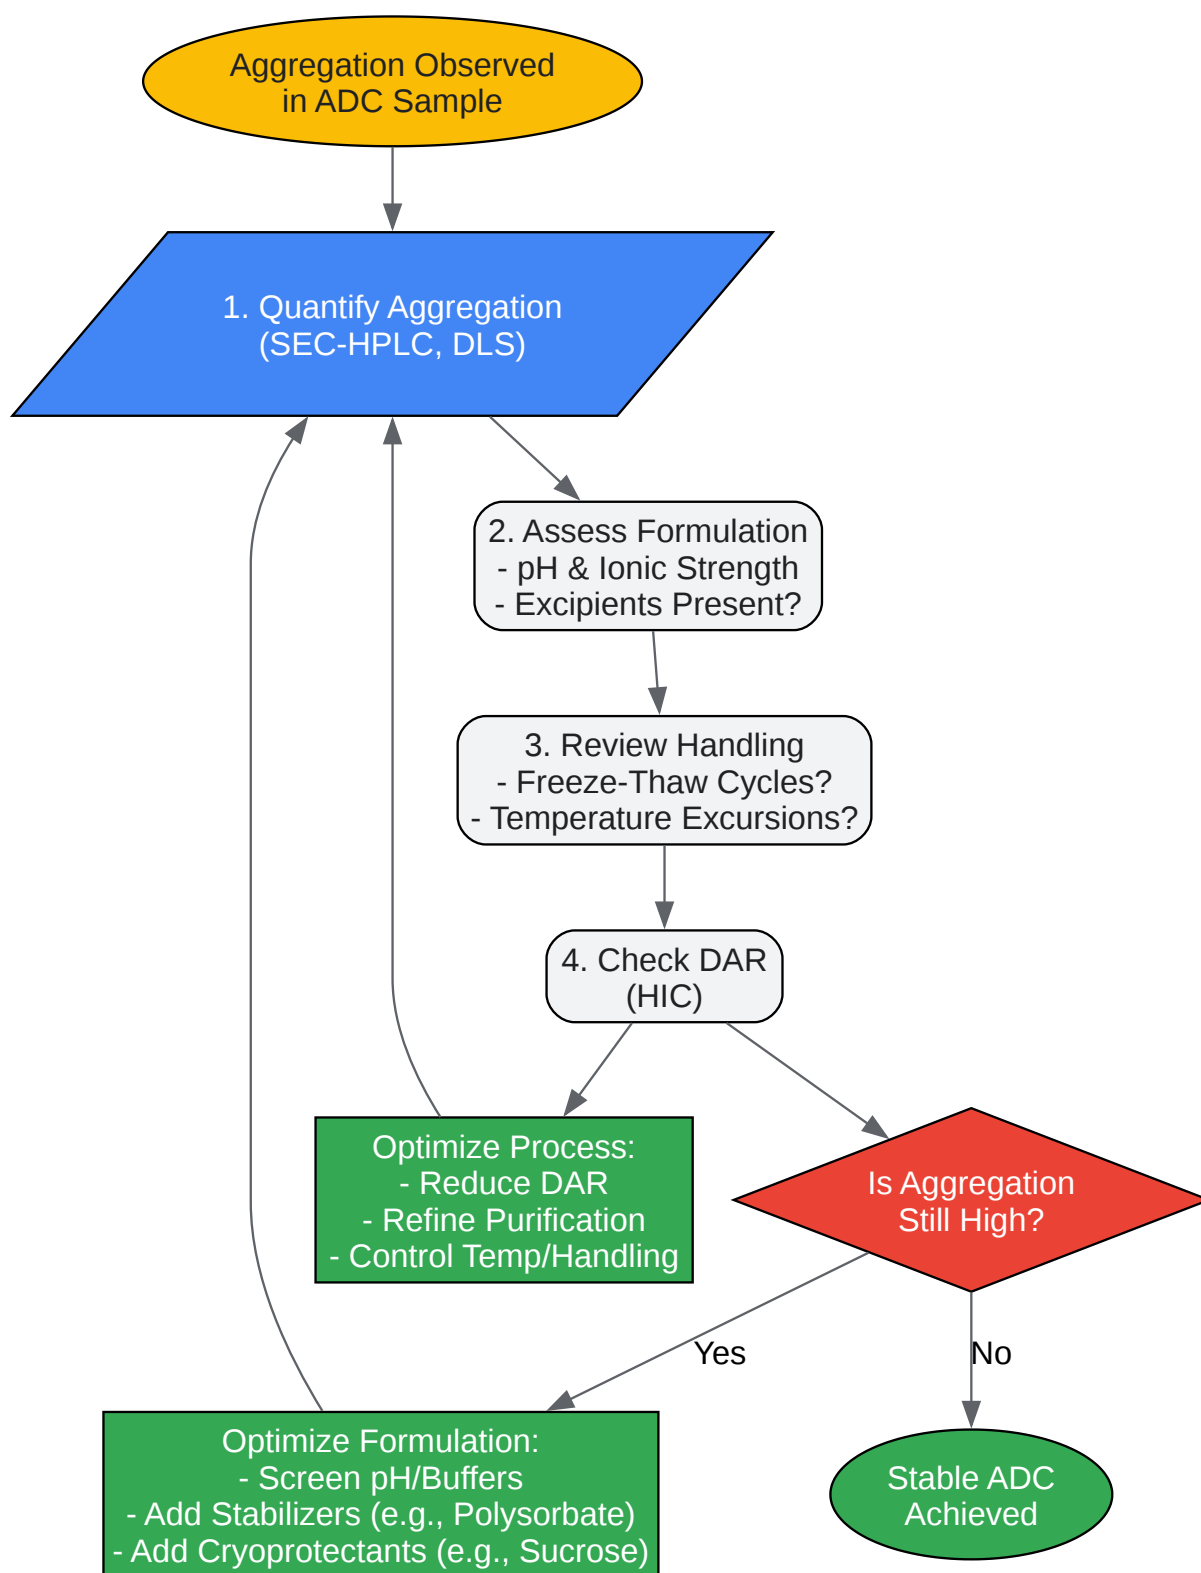 Aggregation Observed
in ADC Sample
1. Quantify Aggregation
(SEC-HPLC, DLS)
2. Assess Formulation
- pH & Ionic Strength
- Excipients Present?
3. Review Handling
- Freeze-Thaw Cycles?
- Temperature Excursions?
4. Check DAR
(HIC)
Optimize Process:
- Reduce DAR
- Refine Purification
- Control Temp/Handling
Is Aggregation
Still High?
Yes
No
Optimize Formulation:
- Screen pH/Buffers
- Add Stabilizers (e.g., Polysorbate)
- Add Cryoprotectants (e.g., Sucrose)
Stable ADC
Achieved